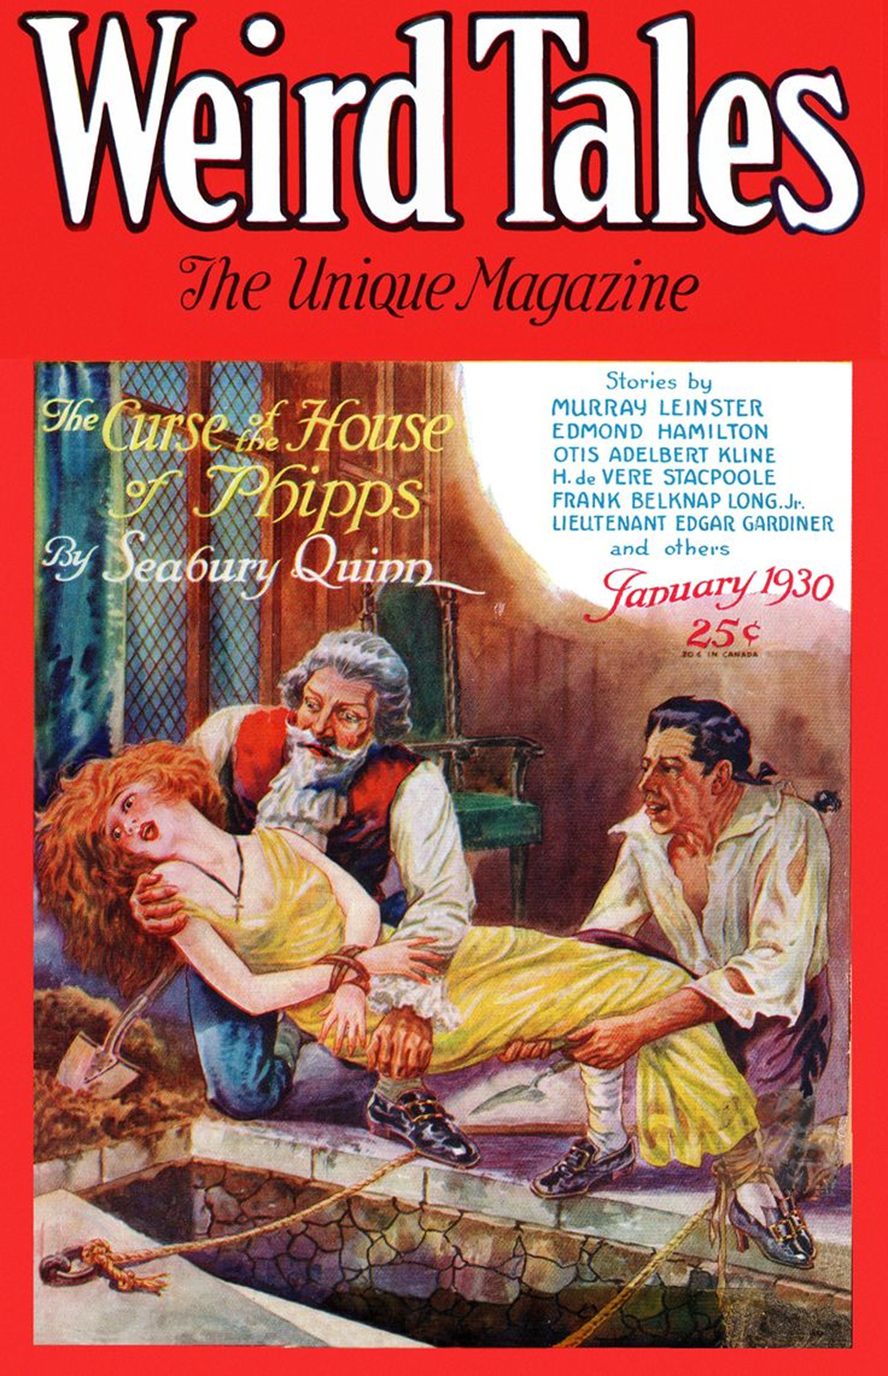 Weird Tales
The Unique Magazine
The Curse of the House
of Phipps
By Seabury Quinn
Stories by
MURRAY LEINSTER
EDMOND HAMILTON
OTIS ADELBERT KLINE
H. de VERE STACPOOLE
FRANK BELKNAP LONG, Jr.
LIEUTENANT EDGAR GARDINER
and others
January 1930
25¢
30¢ IN CANADA